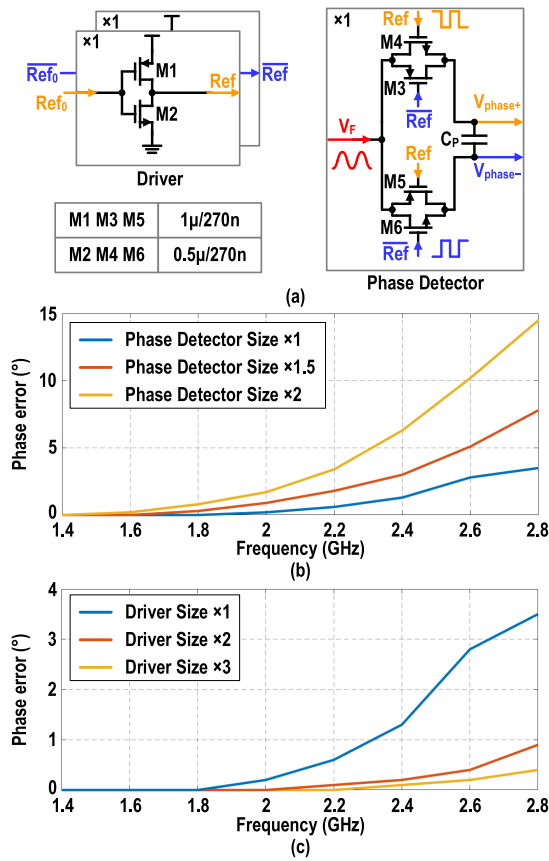 ×1
×1
M1
M2
Ref₀
Ref₀
Ref
Ref
Driver
M1 M3 M5 1μ/270n
M2 M4 M6 0.5μ/270n
×1
Ref
M4
M3
Ref
V_F
Ref
M5
M6
Ref
C_P
V_phase+
V_phase−
Phase Detector
(a)
Phase error (°)
15
10
5
0
Phase Detector Size ×1
Phase Detector Size ×1.5
Phase Detector Size ×2
1.4 1.6 1.8 2 2.2 2.4 2.6 2.8
Frequency (GHz)
(b)
Phase error (°)
4
3
2
1
0
Driver Size ×1
Driver Size ×2
Driver Size ×3
1.4 1.6 1.8 2 2.2 2.4 2.6 2.8
Frequency (GHz)
(c)